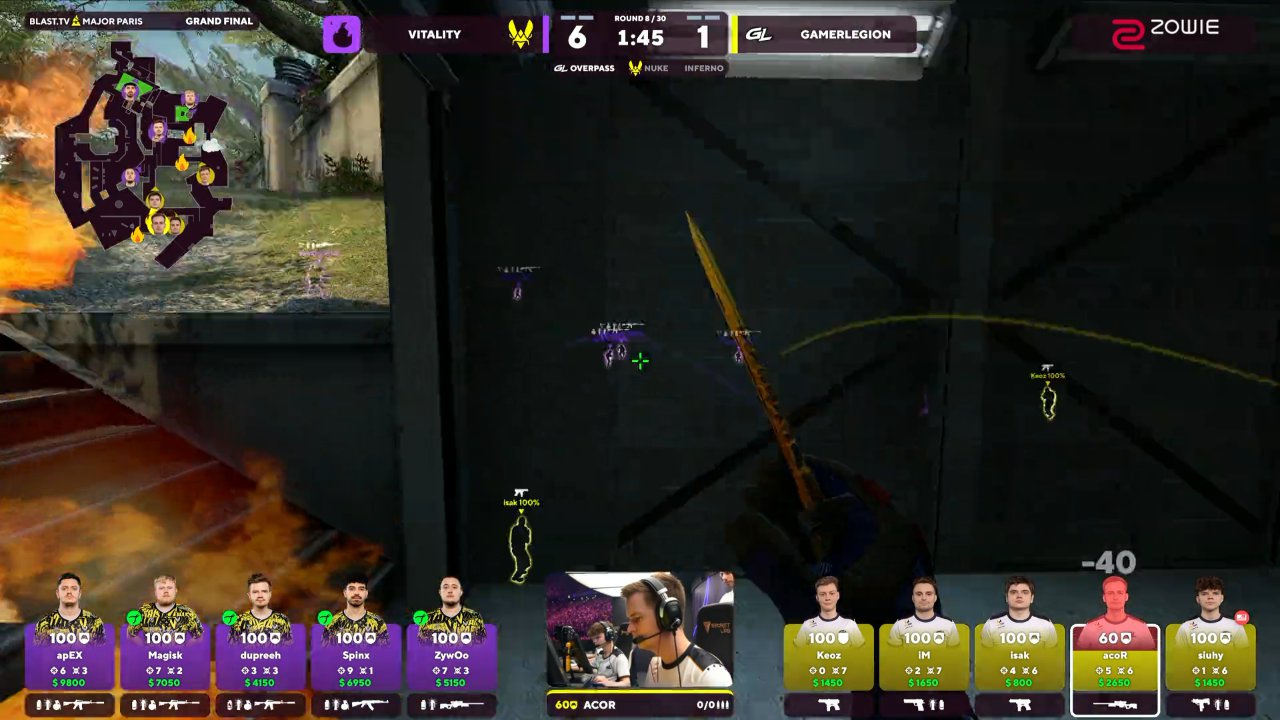 BLAST.TV MAJOR PARIS GRAND FINAL
VITALITY
6
ROUND 8 / 30
1:45
1
GL
GAMERLEGION
ZOWIE
GL OVERPASS NUKE INFERNO
Keoz 100%
isak 100%
-40
100 apEX 6 3 $9800
100 Magisk 7 2 $7050
100 dupreeh 3 3 $4150
100 Spinx 9 1 $6950
100 ZywOo 7 3 $5150
60 ACOR 0/0
100 Keoz 0 7 $1450
100 iM 2 7 $1650
100 isak 4 6 $800
60 acoR 5 6 $2650
100 siuhy 1 6 $1450